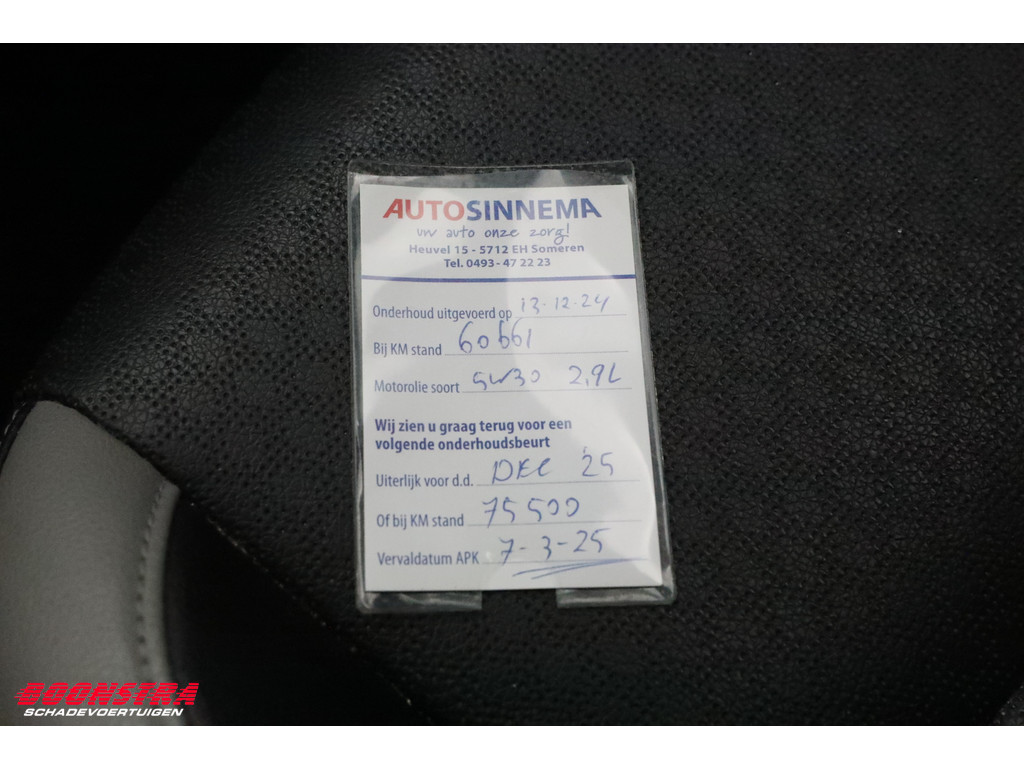 AUTOSINNEMA
uw auto onze zorg!
Heuvel 15 - 5712 EH Someren
Tel. 0493 - 47 22 23
Onderhoud uitgevoerd op 13-12-24
Bij KM stand 60661
Motorolie soort 5W30 2,9L
Wij zien u graag terug voor een
volgende onderhoudsbeurt
Uiterlijk voor d.d. DEC 25
Of bij KM stand 75500
Vervaldatum APK 7-3-25
BOONSTRA
SCHADEVOERTUIGEN